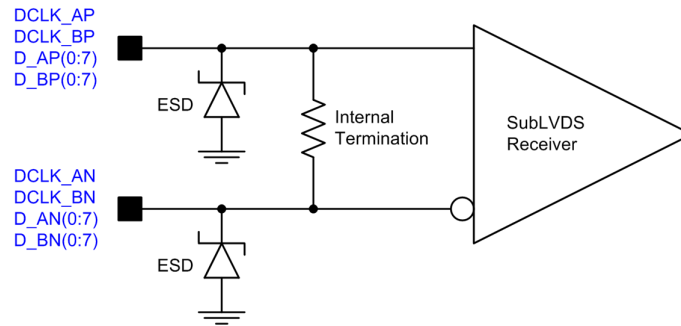 DCLK_AP
DCLK_BP
D_AP(0:7)
D_BP(0:7)
ESD
Internal
Termination
SubLVDS
Receiver
DCLK_AN
DCLK_BN
D_AN(0:7)
D_BN(0:7)
ESD